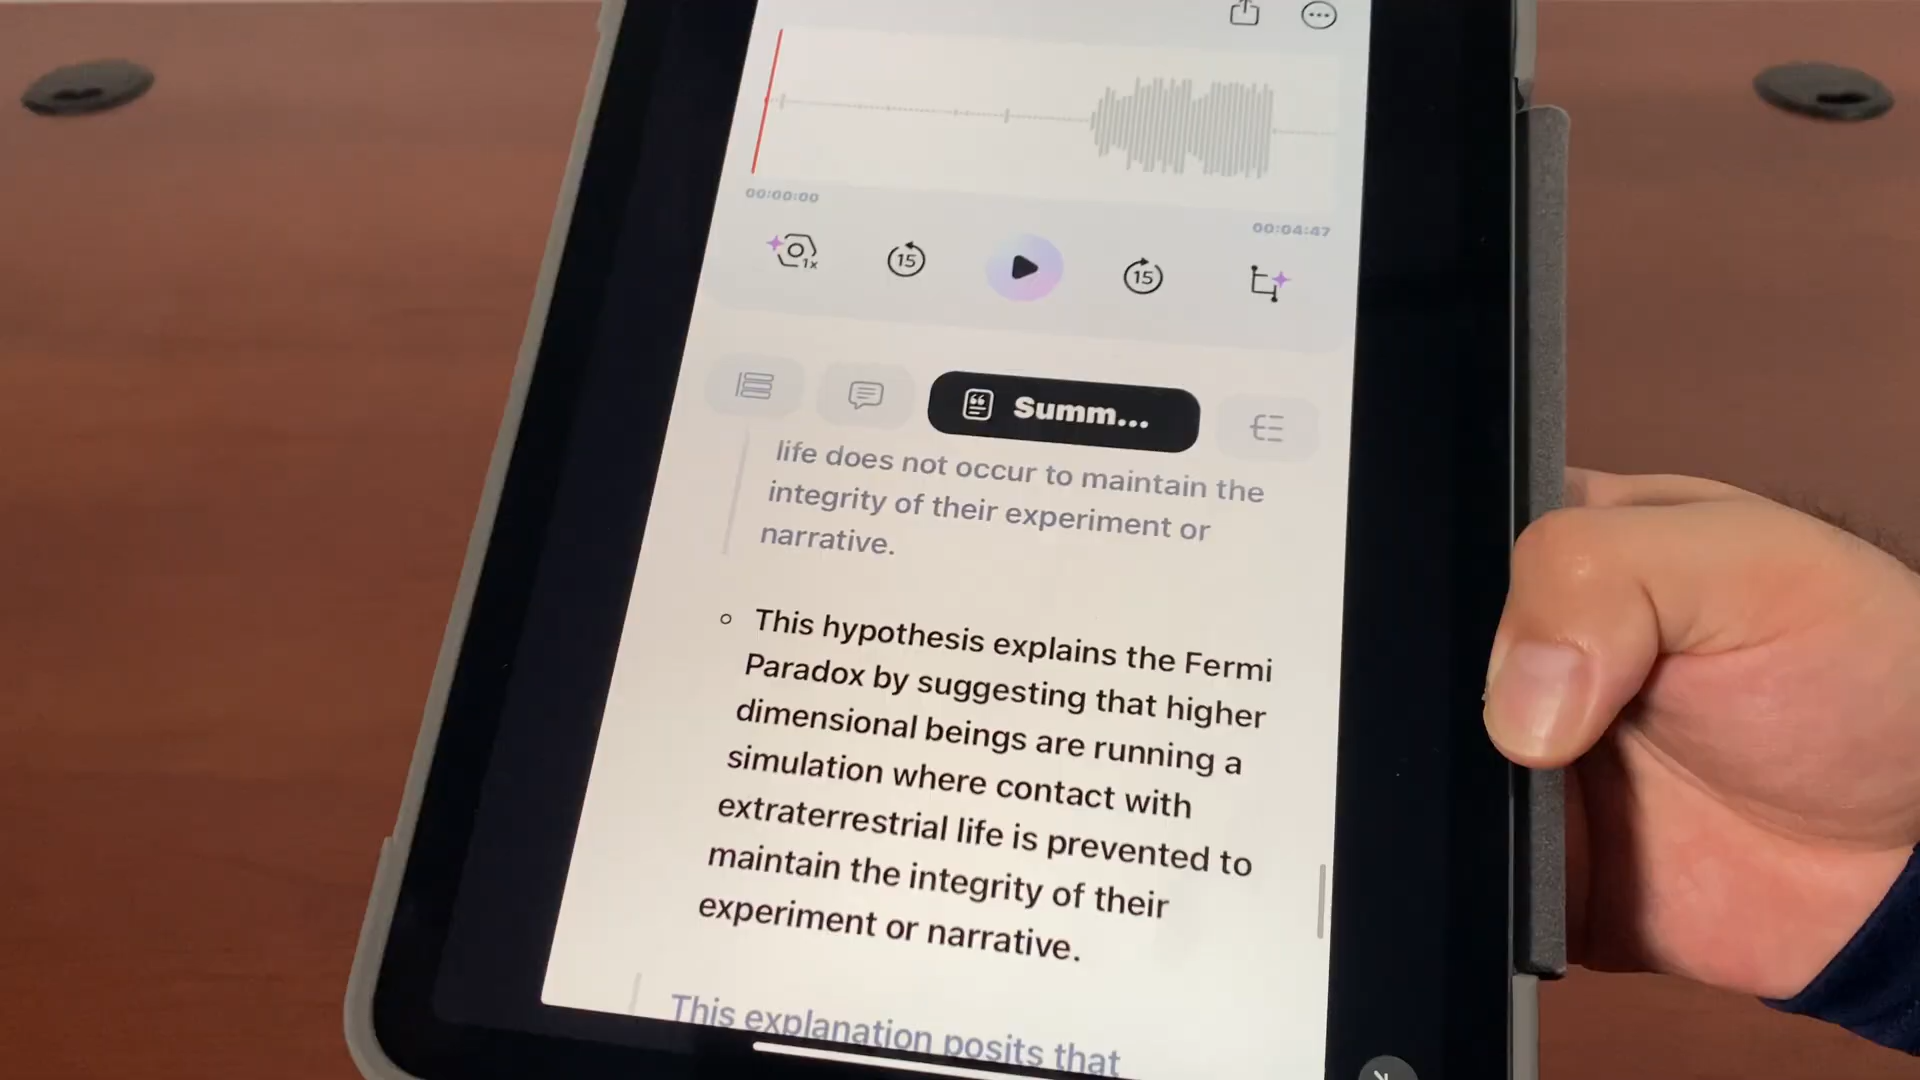 00:00:00
00:04:47
1x
15
15
Summ...
life does not occur to maintain the
integrity of their experiment or
narrative.
This hypothesis explains the Fermi
Paradox by suggesting that higher
dimensional beings are running a
simulation where contact with
extraterrestrial life is prevented to
maintain the integrity of their
experiment or narrative.
This explanation posits that